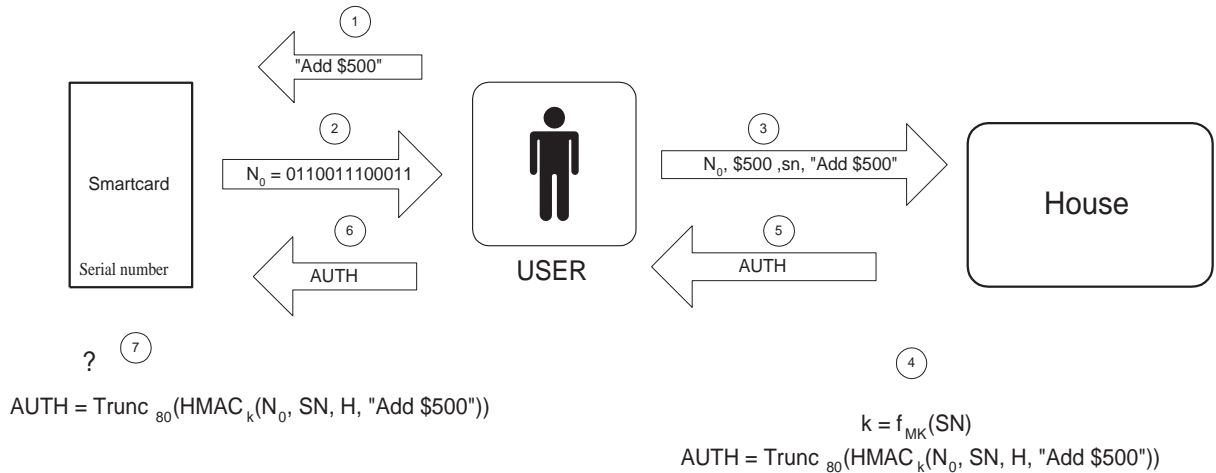 1
"Add $500"
2
3
Smartcard
N₀ = 0110011100011
N₀, $500 ,sn, "Add $500"
House
6
5
Serial number
AUTH
USER
AUTH
? 7
4
AUTH = Trunc ₈₀(HMACₖ(N₀, SN, H, "Add $500"))
k = f_MK(SN)
AUTH = Trunc ₈₀(HMACₖ(N₀, SN, H, "Add $500"))